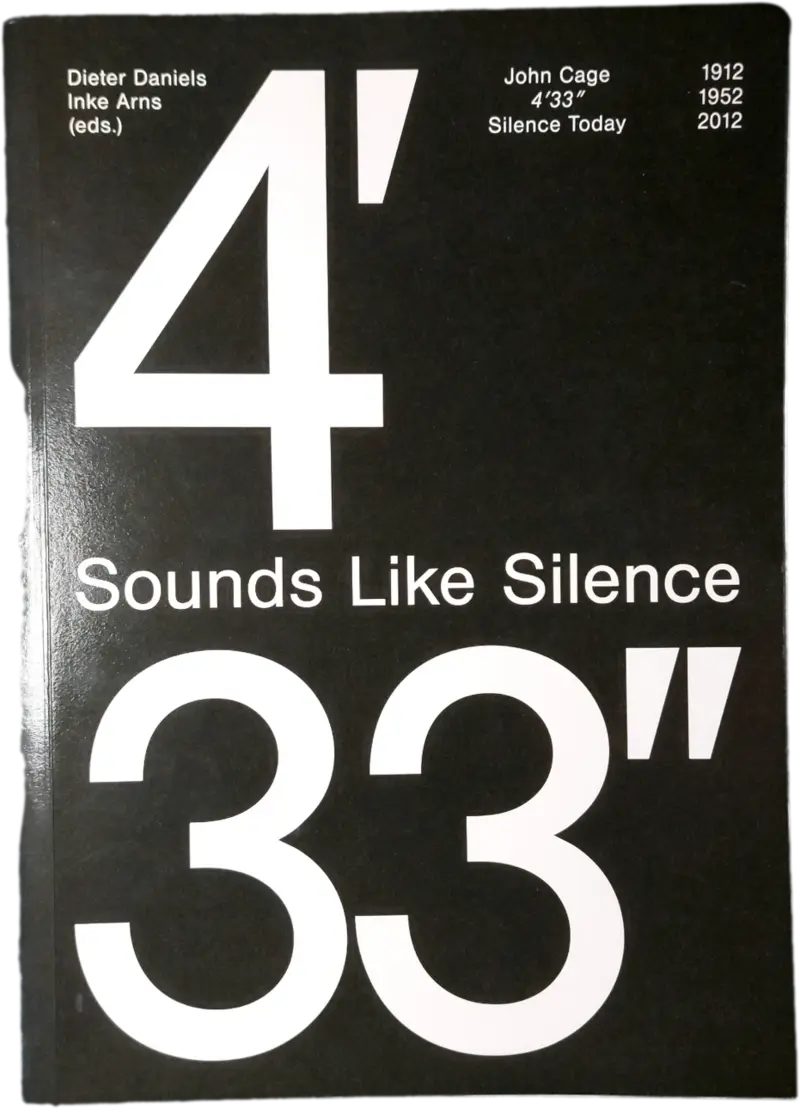 Dieter Daniels
Inke Arns
(eds.)
John Cage
4′33″
Silence Today
1912
1952
2012
4′
Sounds Like Silence
33″